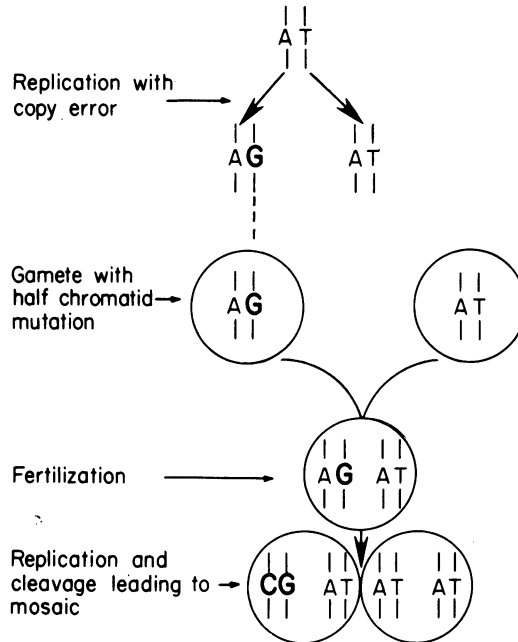 A T
Replication with
copy error
A G
A T
Gamete with
half chromatid
mutation
A G
A T
A G A T
Fertilization
Replication and
cleavage leading to
mosaic
C G A T A T A T